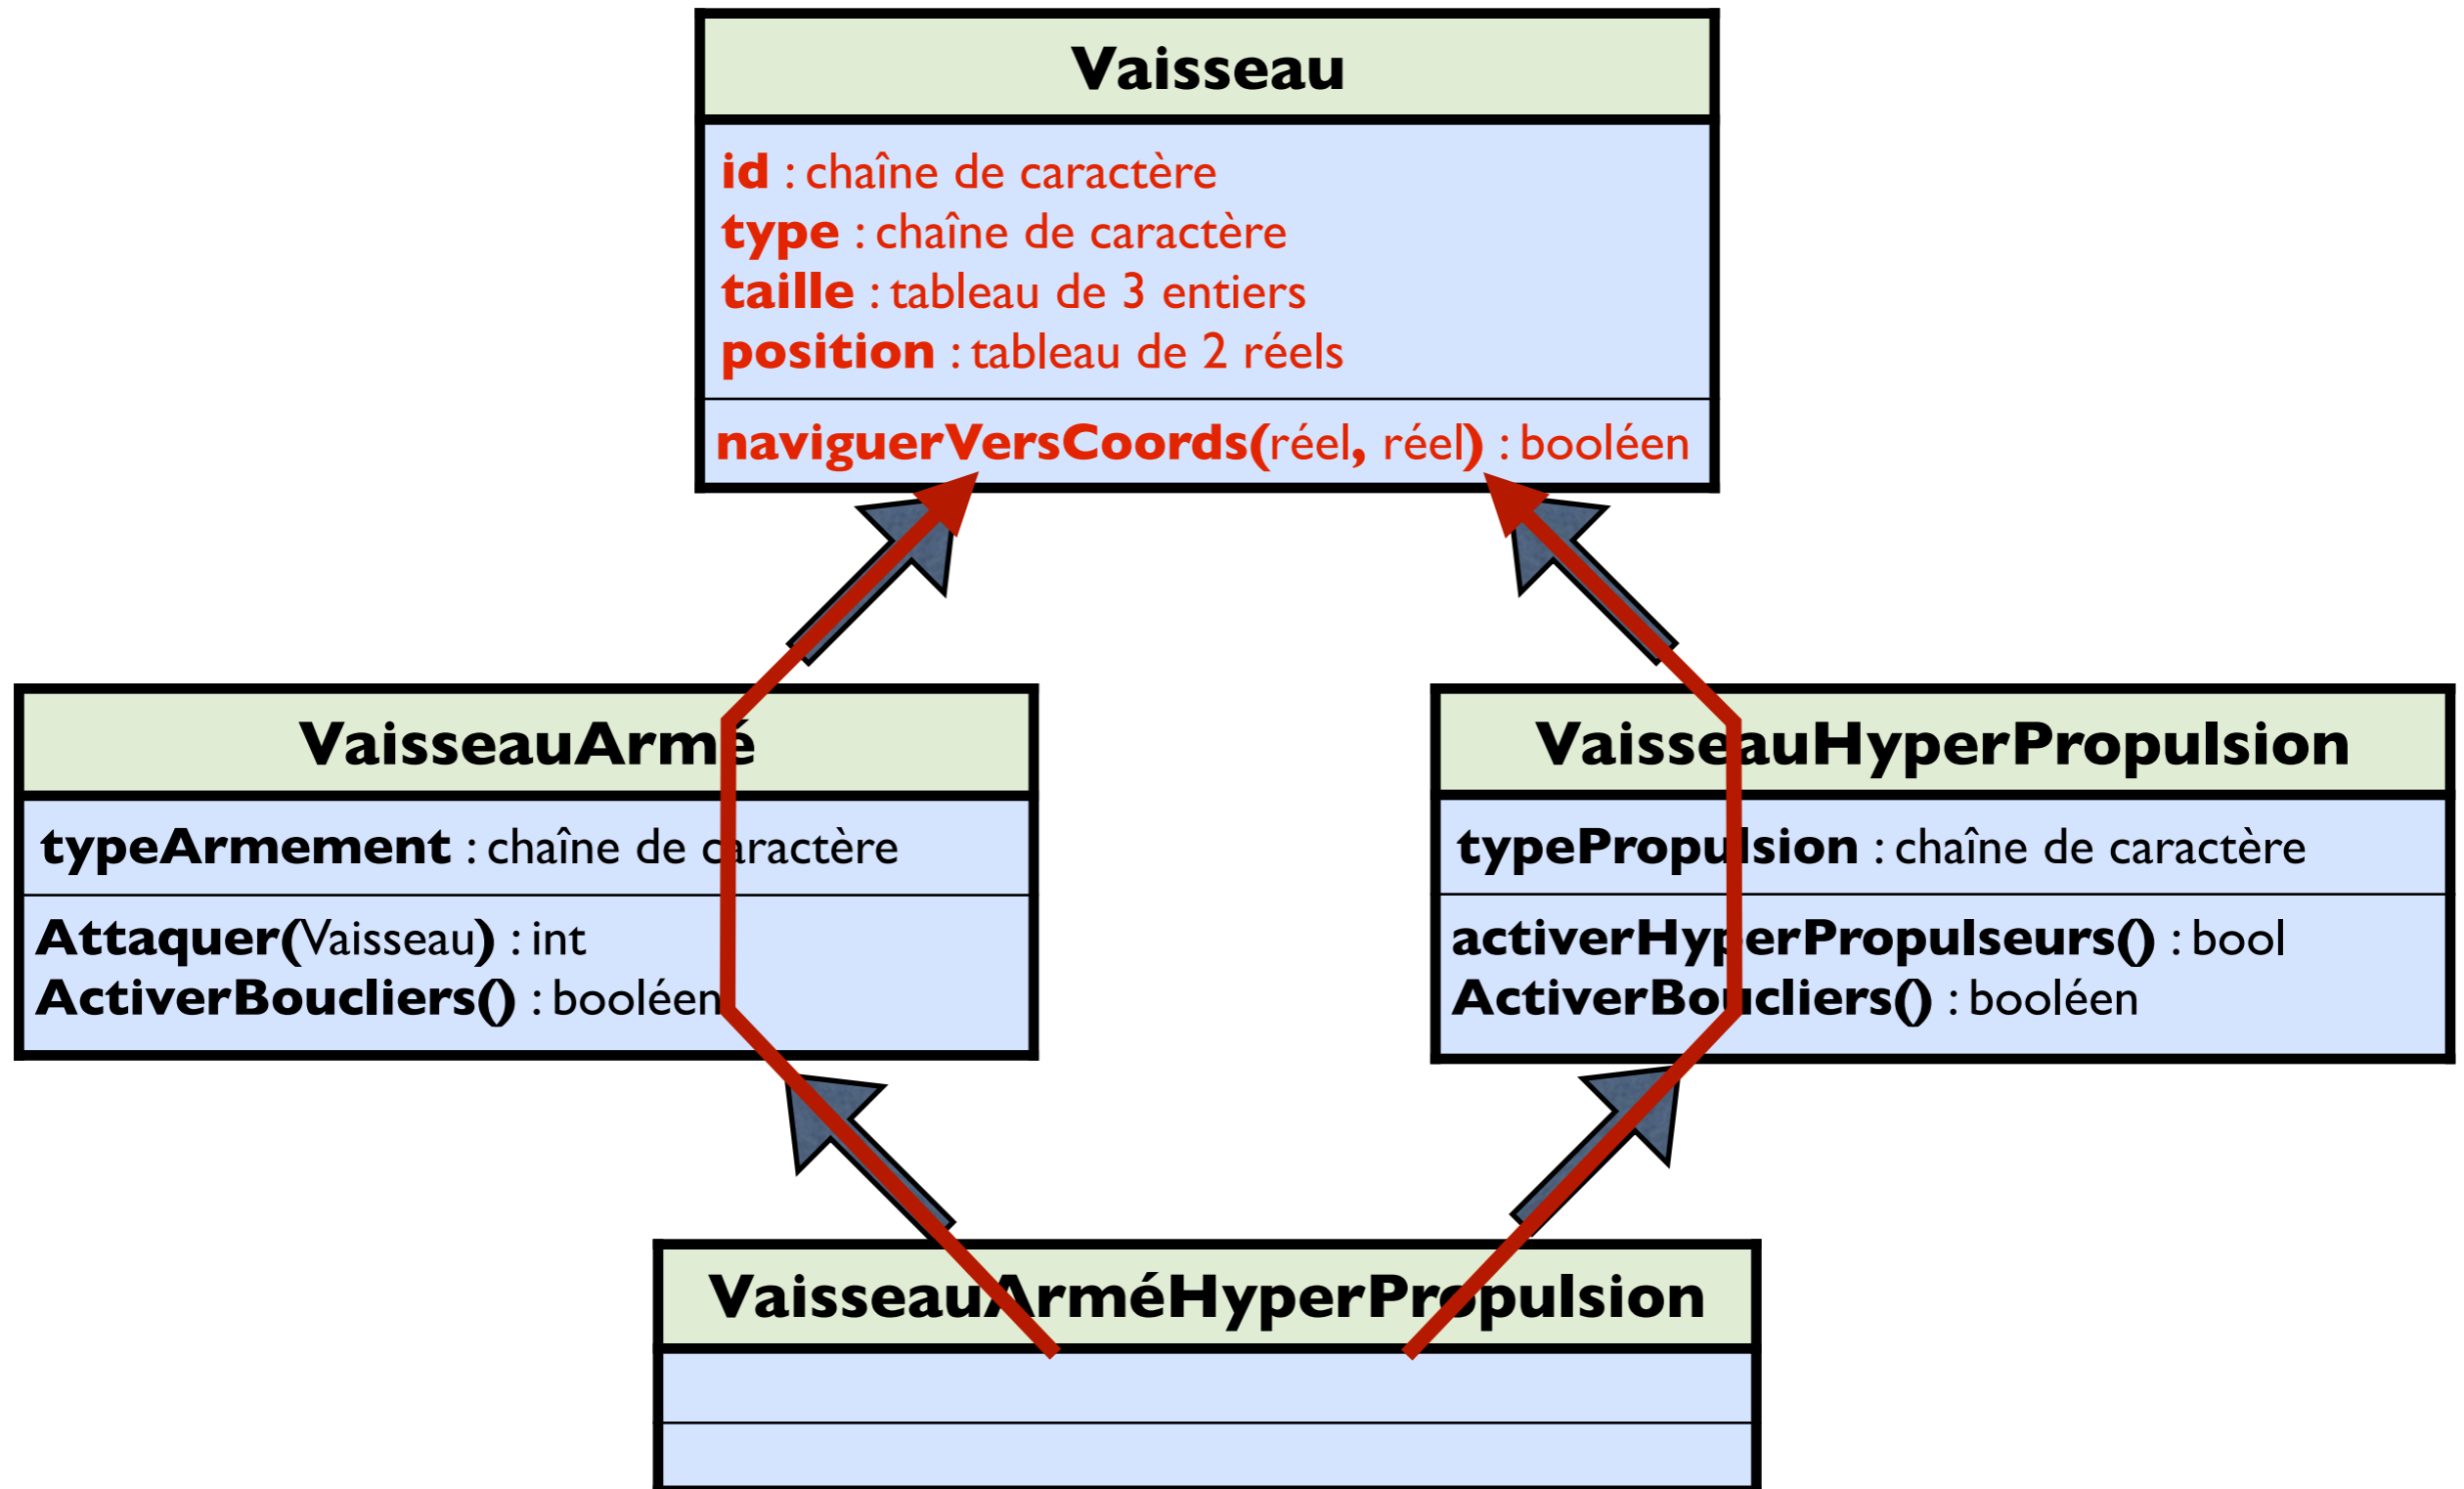 Vaisseau
id : chaîne de caractère
type : chaîne de caractère
taille : tableau de 3 entiers
position : tableau de 2 réels
naviguerVersCoords(réel, réel) : booléen
VaisseauArmé
typeArmement : chaîne de caractère
Attaquer(Vaisseau) : int
ActiverBoucliers() : booléen
VaisseauHyperPropulsion
typePropulsion : chaîne de caractère
activerHyperPropulseurs() : bool
ActiverBoucliers() : booléen
VaisseauArméHyperPropulsion